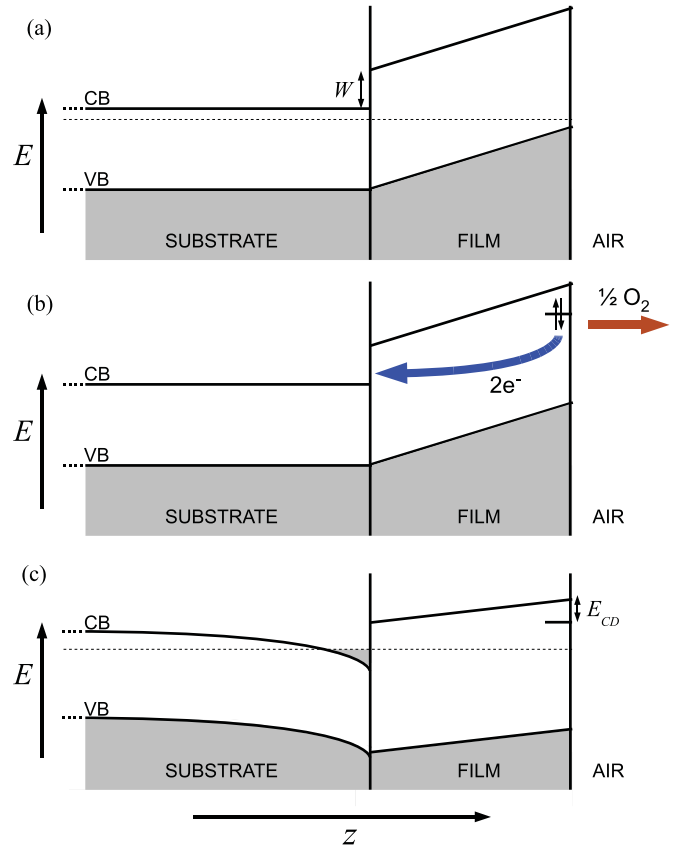 (a)
W
CB
E
VB
SUBSTRATE
FILM
AIR
(b)
½ O₂
2e⁻
CB
E
VB
SUBSTRATE
FILM
AIR
(c)
CB
E_CD
E
VB
SUBSTRATE
FILM
AIR
z